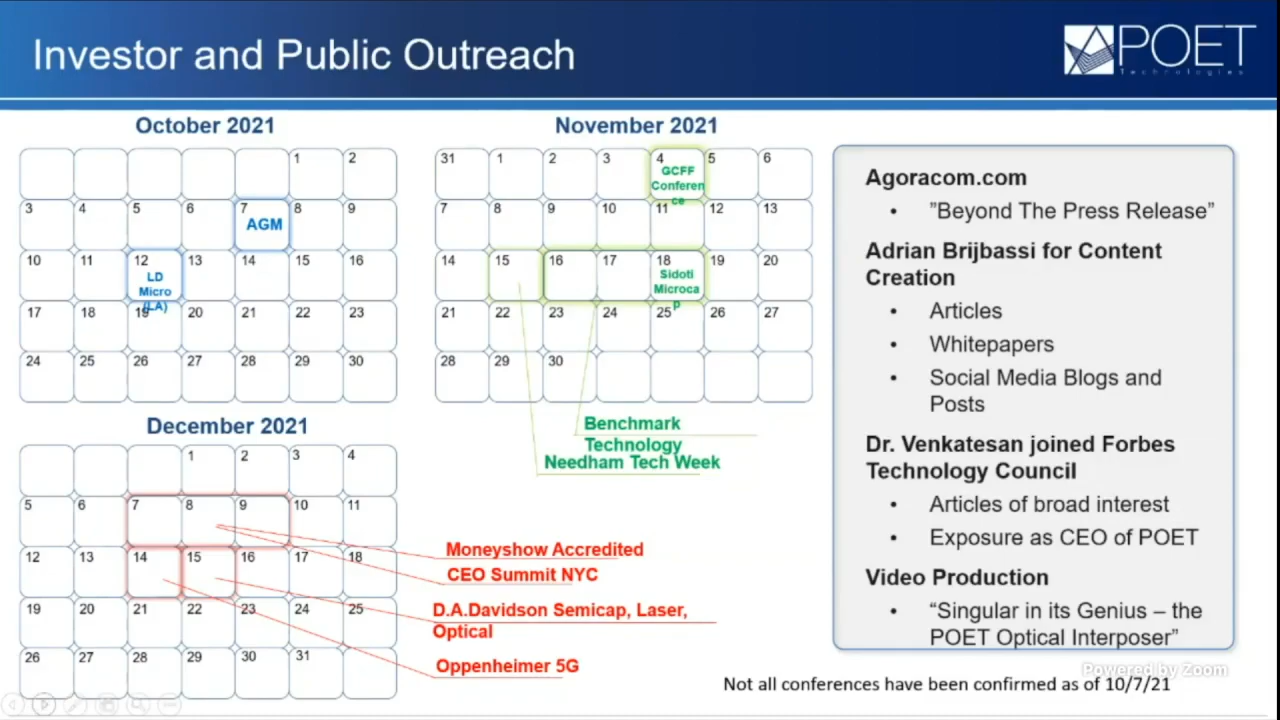 Investor and Public Outreach
POET
Technologies
October 2021
1 2
3 4 5 6 7 8 9
AGM
10 11 12 13 14 15 16
LD
Micro
(LA)
17 18 19 20 21 22 23
24 25 26 27 28 29 30
November 2021
31 1 2 3 4 5 6
GCFF
Conferen
ce
7 8 9 10 11 12 13
14 15 16 17 18 19 20
Sidoti
Microca
p
21 22 23 24 25 26 27
28 29 30
Benchmark
Technology
Needham Tech Week
December 2021
1 2 3 4
5 6 7 8 9 10 11
12 13 14 15 16 17 18
19 20 21 22 23 24 25
26 27 28 29 30 31
Moneyshow Accredited
CEO Summit NYC
D.A.Davidson Semicap, Laser,
Optical
Oppenheimer 5G
Agoracom.com
• ”Beyond The Press Release”
Adrian Brijbassi for Content
Creation
• Articles
• Whitepapers
• Social Media Blogs and
Posts
Dr. Venkatesan joined Forbes
Technology Council
• Articles of broad interest
• Exposure as CEO of POET
Video Production
• “Singular in its Genius – the
POET Optical Interposer”
Powered by Zoom
Not all conferences have been confirmed as of 10/7/21